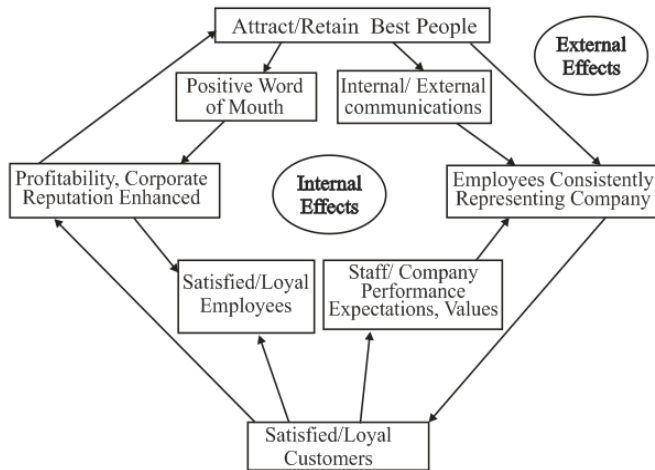 Attract/Retain Best People
External
Effects
Positive Word
of Mouth
Internal/ External
communications
Profitability, Corporate
Reputation Enhanced
Internal
Effects
Employees Consistently
Representing Company
Satisfied/Loyal
Employees
Staff/ Company
Performance
Expectations, Values
Satisfied/Loyal
Customers